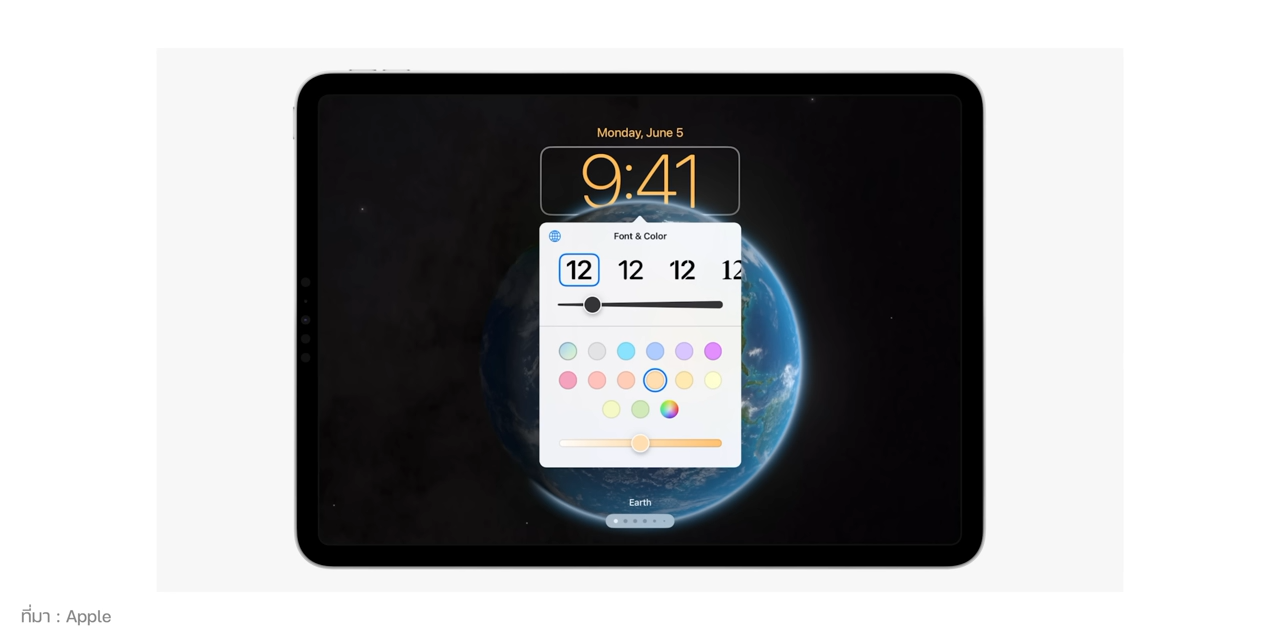 Monday, June 5
9:41
Font & Color
12 12 12 12
Earth
ที่มา : Apple